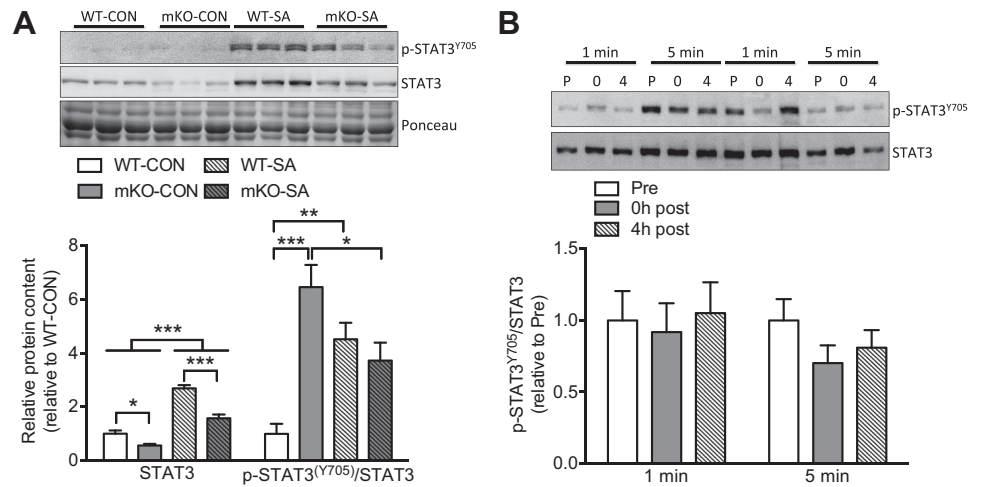 A
WT-CON mKO-CON WT-SA mKO-SA
p-STAT3Y705
STAT3
Ponceau
WT-CON WT-SA
mKO-CON mKO-SA
Relative protein content
(relative to WT-CON)
8
6
4
2
0
* *** *** *** ** *
STAT3 p-STAT3(Y705)/STAT3
B
1 min 5 min 1 min 5 min
P 0 4 P 0 4 P 0 4 P 0 4
p-STAT3Y705
STAT3
Pre
0h post
4h post
p-STAT3Y705/STAT3
(relative to Pre)
1.5
1.0
0.5
0.0
1 min 5 min